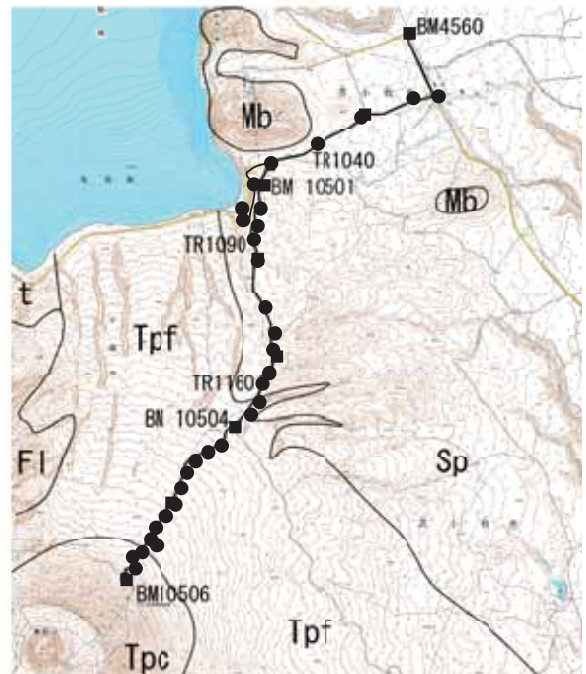 BM4560
Mb
TR1040
BM 10501
Mb
TR1090
t
Tpf
TR1160
BM 10504
Fl
Sp
BM10506
Tpf
Tpc